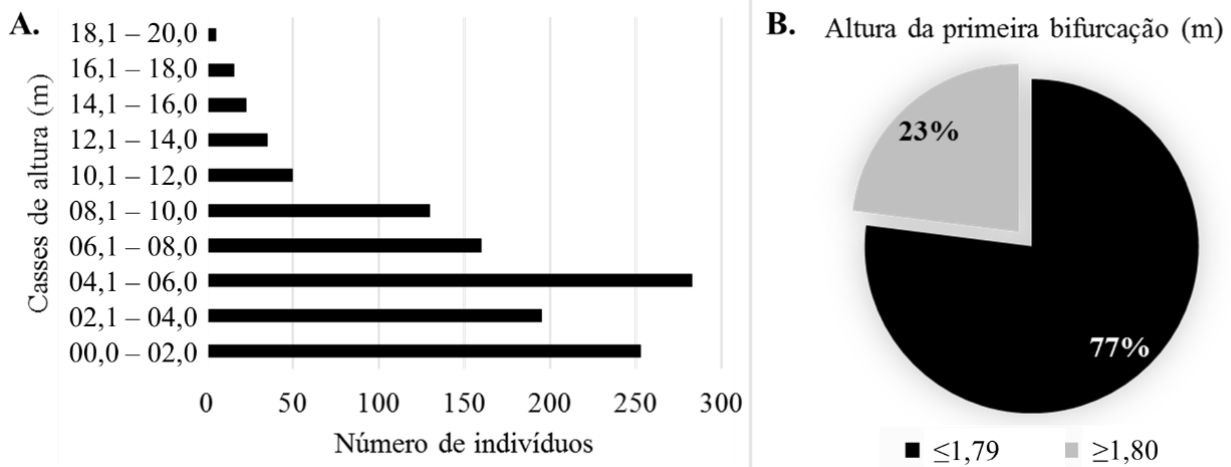 A.
Casses de altura (m)
18,1 – 20,0
16,1 – 18,0
14,1 – 16,0
12,1 – 14,0
10,1 – 12,0
08,1 – 10,0
06,1 – 08,0
04,1 – 06,0
02,1 – 04,0
00,0 – 02,0
0 50 100 150 200 250 300
Número de indivíduos
B. Altura da primeira bifurcação (m)
23%
77%
≤1,79 ≥1,80